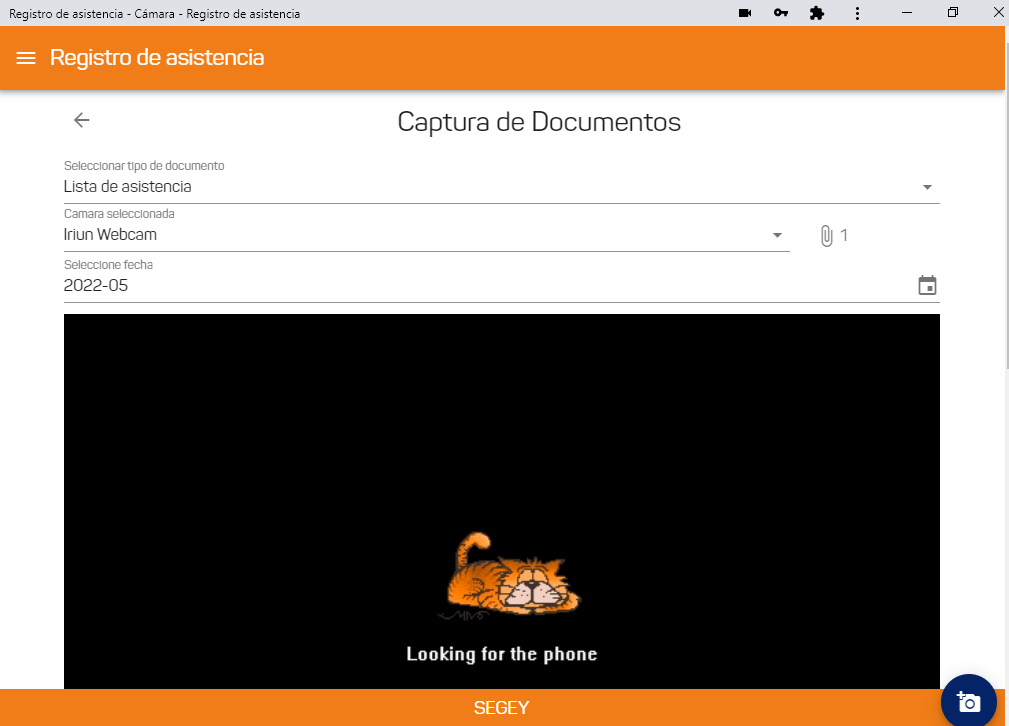 Registro de asistencia - Cámara - Registro de asistencia
Registro de asistencia
Captura de Documentos
Seleccionar tipo de documento
Lista de asistencia
Camara seleccionada
Iriun Webcam
1
Seleccione fecha
2022-05
Looking for the phone
SEGEY